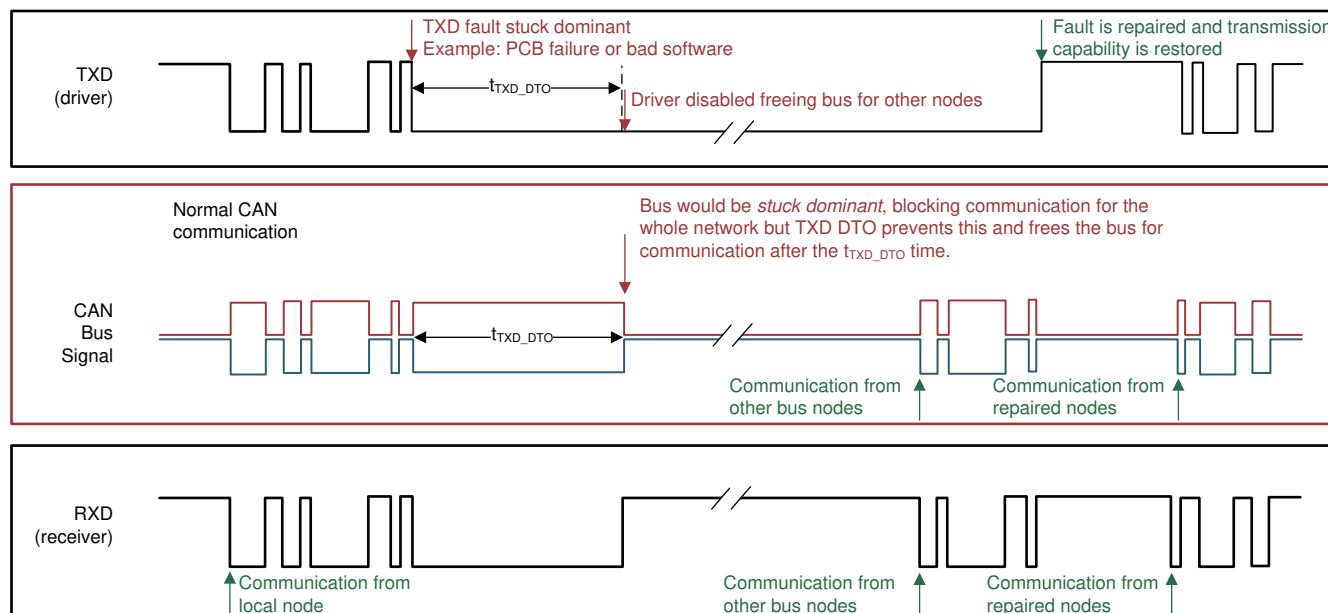 TXD fault stuck dominant
Example: PCB failure or bad software
Fault is repaired and transmission
capability is restored
TXD
(driver)
tTXD_DTO
Driver disabled freeing bus for other nodes
Normal CAN
communication
Bus would be stuck dominant, blocking communication for the
whole network but TXD DTO prevents this and frees the bus for
communication after the tTXD_DTO time.
CAN
Bus
Signal
tTXD_DTO
Communication from
other bus nodes
Communication from
repaired nodes
RXD
(receiver)
Communication from
local node
Communication from
other bus nodes
Communication from
repaired nodes